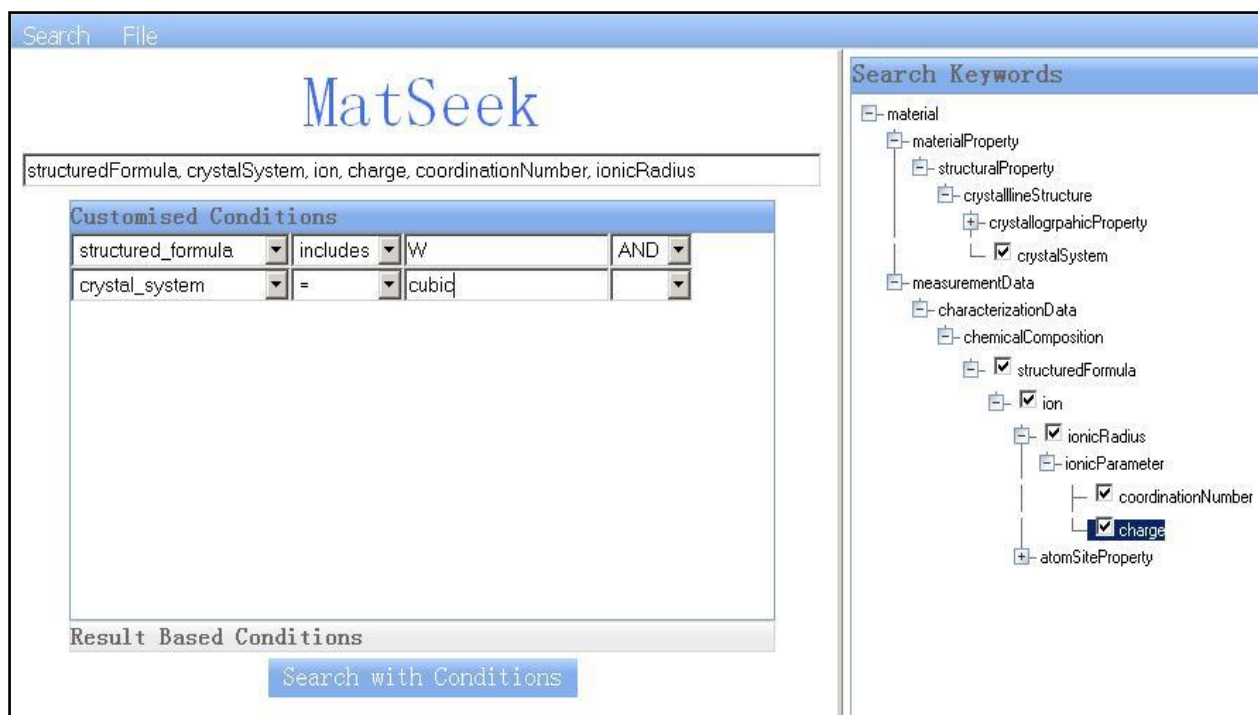 Search File
MatSeek
structuredFormula, crystalSystem, ion, charge, coordinationNumber, ionicRadius
Customised Conditions
structured_formula includes W AND
crystal_system = cubic
Result Based Conditions
Search with Conditions
Search Keywords
material
materialProperty
structuralProperty
crystalllineStructure
crystallogrpahicProperty
crystalSystem
measurementData
characterizationData
chemicalComposition
structuredFormula
ion
ionicRadius
ionicParameter
coordinationNumber
charge
atomSiteProperty